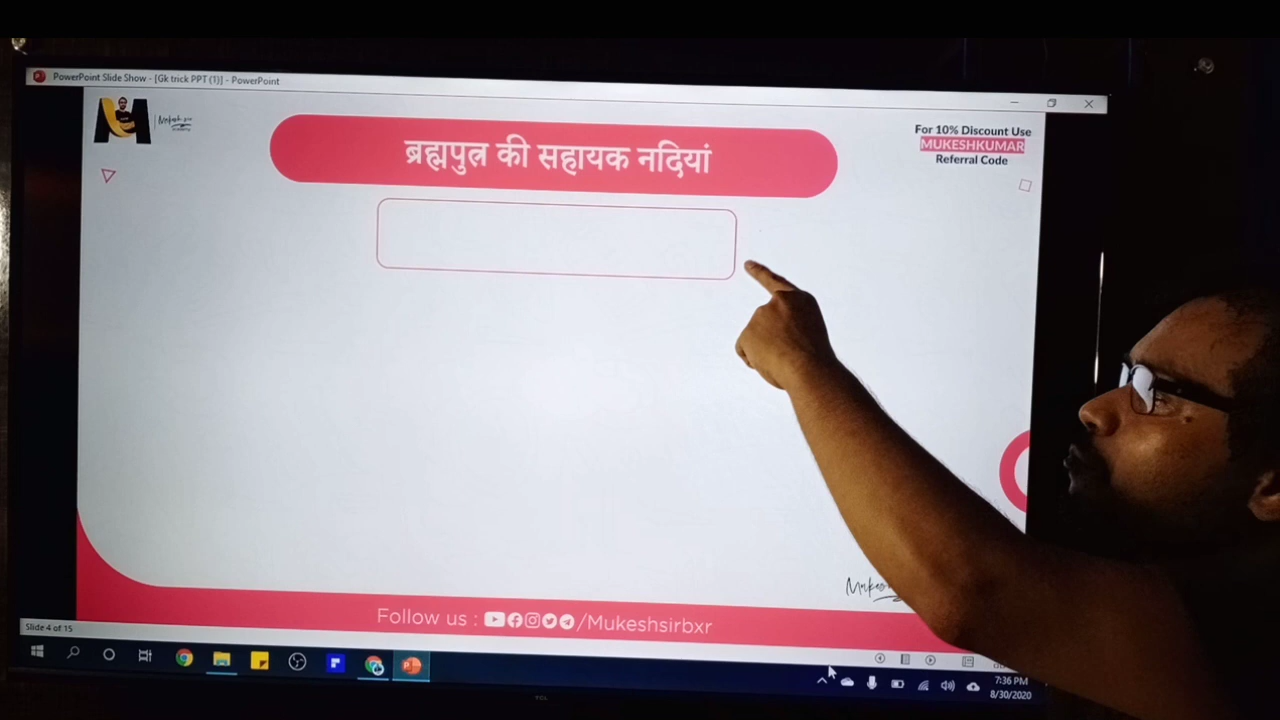 PowerPoint Slide Show - [Gk trick PPT (1)] - PowerPoint
ब्रह्मपुत्र की सहायक नदियां
For 10% Discount Use
MUKESHKUMAR
Referral Code
Follow us : /Mukeshsirbxr
Slide 4 of 15
7:36 PM
8/30/2020
TCL